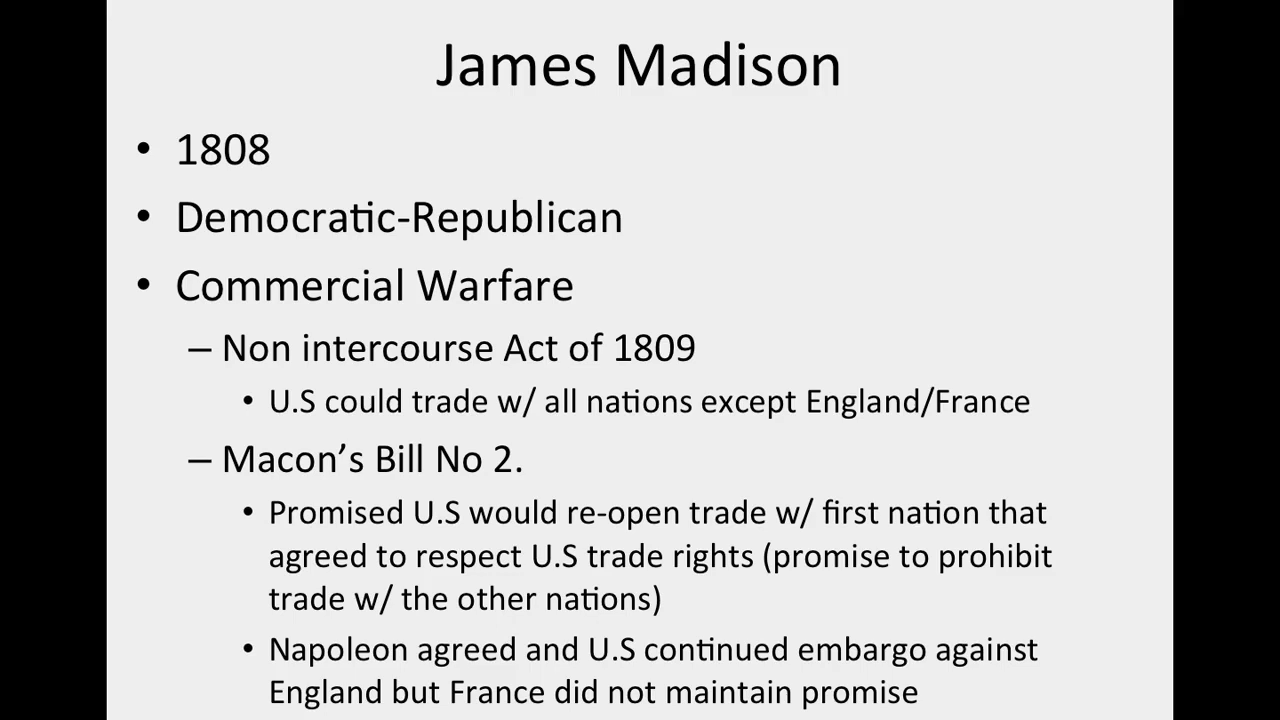 James Madison
• 1808
• Democratic-Republican
• Commercial Warfare
– Non intercourse Act of 1809
• U.S could trade w/ all nations except England/France
– Macon’s Bill No 2.
• Promised U.S would re-open trade w/ first nation that
agreed to respect U.S trade rights (promise to prohibit
trade w/ the other nations)
• Napoleon agreed and U.S continued embargo against
England but France did not maintain promise